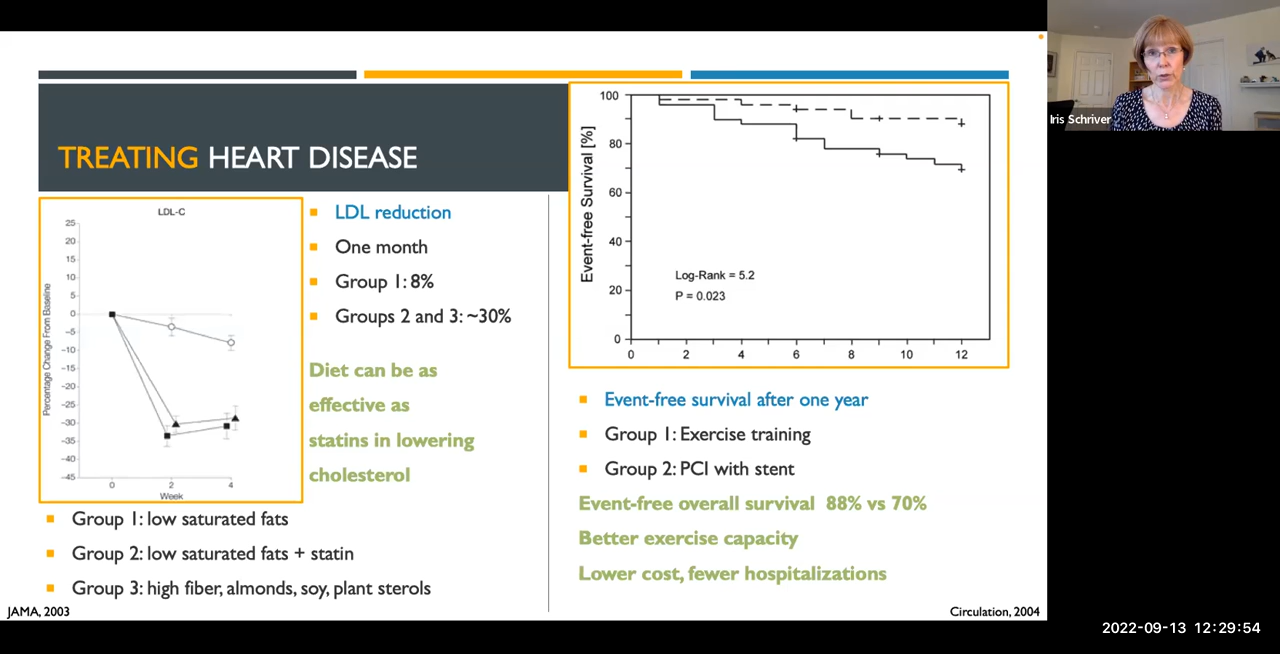 TREATING HEART DISEASE
LDL-C
25
20
15
10
5
0
-5
-10
-15
-20
-25
-30
-35
-40
-45
Percentage Change From Baseline
0 2 4
Week
LDL reduction
One month
Group 1: 8%
Groups 2 and 3: ~30%
Diet can be as
effective as
statins in lowering
cholesterol
Group 1: low saturated fats
Group 2: low saturated fats + statin
Group 3: high fiber, almonds, soy, plant sterols
JAMA, 2003
100
80
60
40
20
0
Event-free Survival [%]
Log-Rank = 5.2
P = 0.023
0 2 4 6 8 10 12
Event-free survival after one year
Group 1: Exercise training
Group 2: PCI with stent
Event-free overall survival 88% vs 70%
Better exercise capacity
Lower cost, fewer hospitalizations
Circulation, 2004
Iris Schriver
2022-09-13 12:29:54